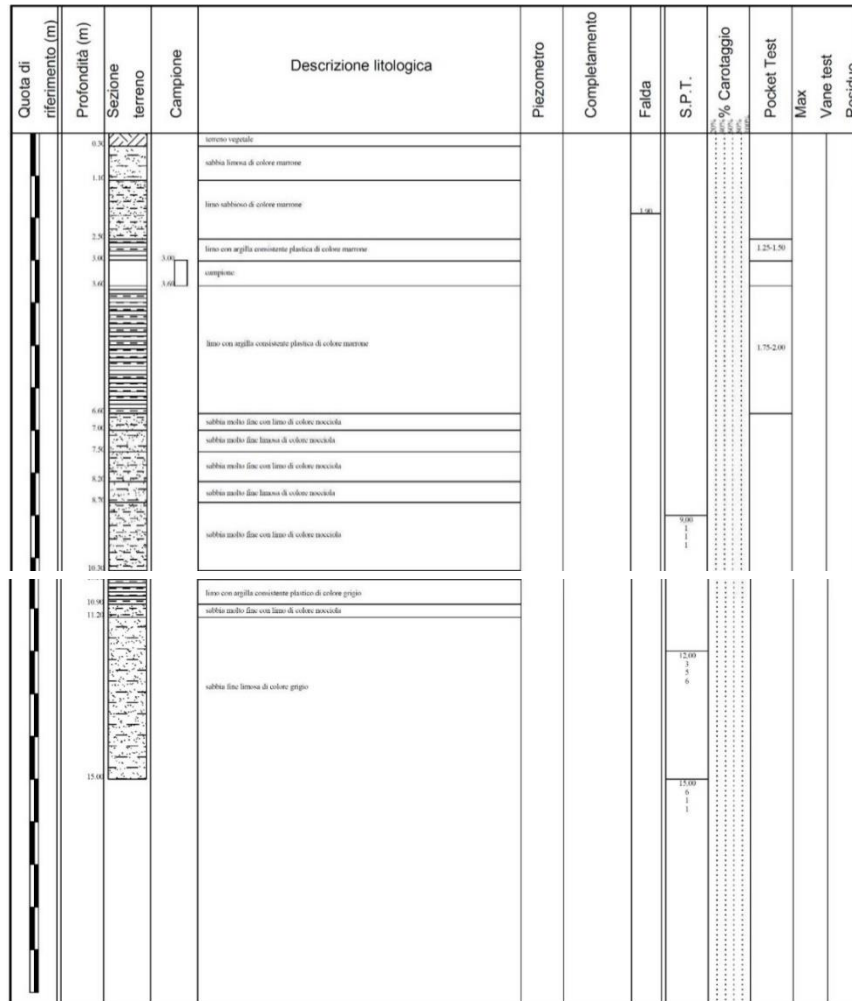 Quota di
riferimento (m)
Profondità (m)
Sezione
terreno
Campione
Descrizione litologica
Piezometro
Completamento
Falda
S.P.T.
% Carotaggio
Pocket Test
Max
Vane test
Residuo
terreno vegetale
0.30
sabbia limosa di colore marrone
1.10
limo sabbioso di colore marrone
1.90
2.50
limo con argilla consistente plastica di colore marrone
1.25-1.50
3.00
3.00
campione
3.60
3.60
limo con argilla consistente plastica di colore marrone
1.75-2.00
6.60
sabbia molto fine con limo di colore nocciola
7.00
sabbia molto fine limosa di colore nocciola
7.50
sabbia molto fine con limo di colore nocciola
8.20
sabbia molto fine limosa di colore nocciola
8.70
9.00
1
1
1
sabbia molto fine con limo di colore nocciola
10.30
limo con argilla consistente plastico di colore grigio
10.90
sabbia molto fine con limo di colore nocciola
11.20
12.00
3
5
6
sabbia fine limosa di colore grigio
15.00
15.00
6
1
1